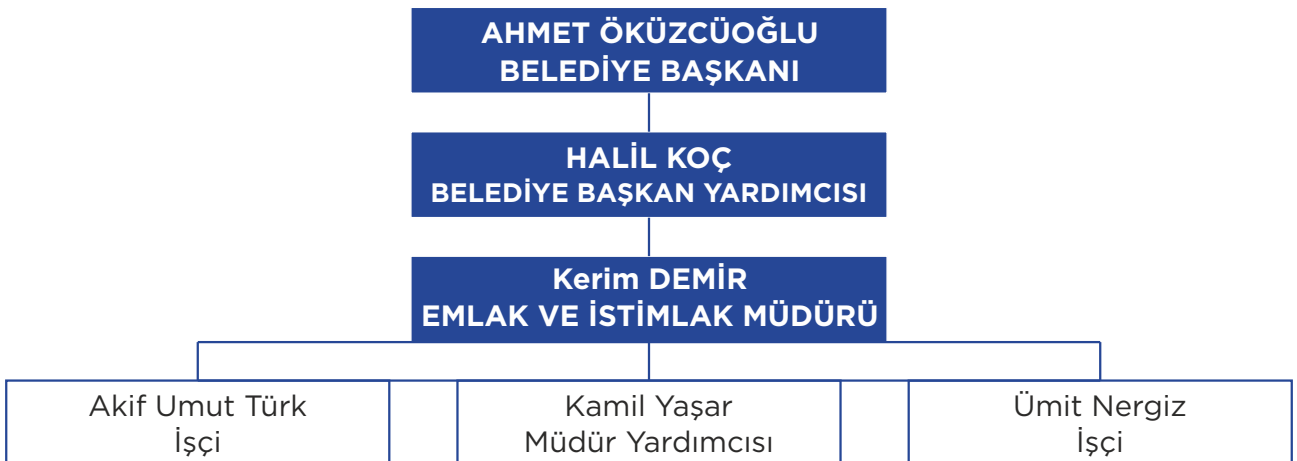 AHMET ÖKÜZCÜOĞLU
BELEDİYE BAŞKANI
HALİL KOÇ
BELEDİYE BAŞKAN YARDIMCISI
Kerim DEMİR
EMLAK VE İSTİMLAK MÜDÜRÜ
Akif Umut Türk
İşçi
Kamil Yaşar
Müdür Yardımcısı
Ümit Nergiz
İşçi